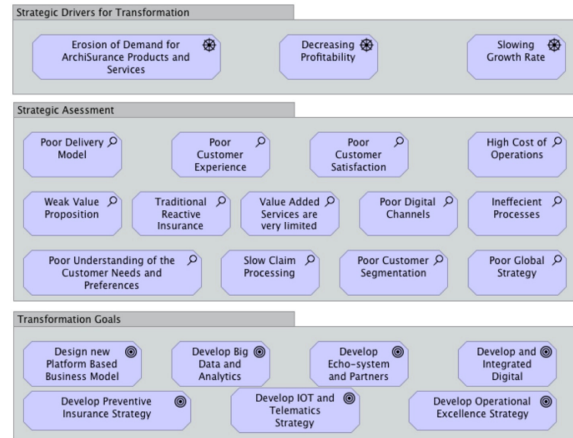 Strategic Drivers for Transformation
Erosion of Demand for
ArchiSurance Products and
Services
Decreasing
Profitability
Slowing
Growth Rate
Strategic Asessment
Poor Delivery
Model
Poor
Customer
Experience
Poor
Customer
Satisfaction
High Cost of
Operations
Weak Value
Proposition
Traditional
Reactive
Insurance
Value Added
Services are
very limited
Poor Digital
Channels
Ineffecient
Processes
Poor Understanding of the
Customer Needs and
Preferences
Slow Claim
Processing
Poor Customer
Segmentation
Poor Global
Strategy
Transformation Goals
Design new
Platform Based
Business Model
Develop Big
Data and
Analytics
Develop
Echo-system
and Partners
Develop and
Integrated
Digital
Develop Preventive
Insurance Strategy
Develop IOT and
Telematics
Strategy
Develop Operational
Excellence Strategy